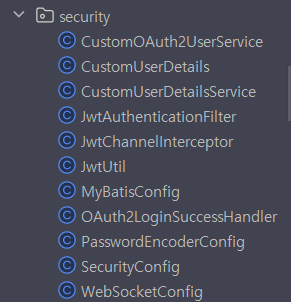 security
CustomOAuth2UserService
CustomUserDetails
CustomUserDetailsService
JwtAuthenticationFilter
JwtChannelInterceptor
JwtUtil
MyBatisConfig
OAuth2LoginSuccessHandler
PasswordEncoderConfig
SecurityConfig
WebSocketConfig